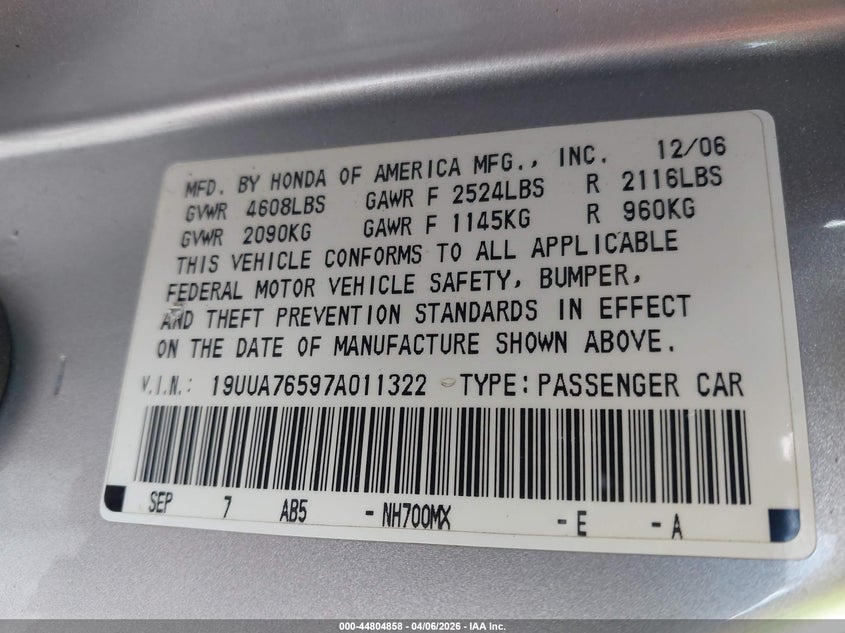 MFD. BY HONDA OF AMERICA MFG., INC. 12/06
GVWR 4608LBS GAWR F 2524LBS R 2116LBS
GVWR 2090KG GAWR F 1145KG R 960KG
THIS VEHICLE CONFORMS TO ALL APPLICABLE
FEDERAL MOTOR VEHICLE SAFETY, BUMPER,
AND THEFT PREVENTION STANDARDS IN EFFECT
ON THE DATE OF MANUFACTURE SHOWN ABOVE.
V.I.N.: 19UUA76597A011322 TYPE: PASSENGER CAR
SEP 7 AB5 - NH700MX - E - A
000-44804858 - 04/06/2026 - IAA Inc.